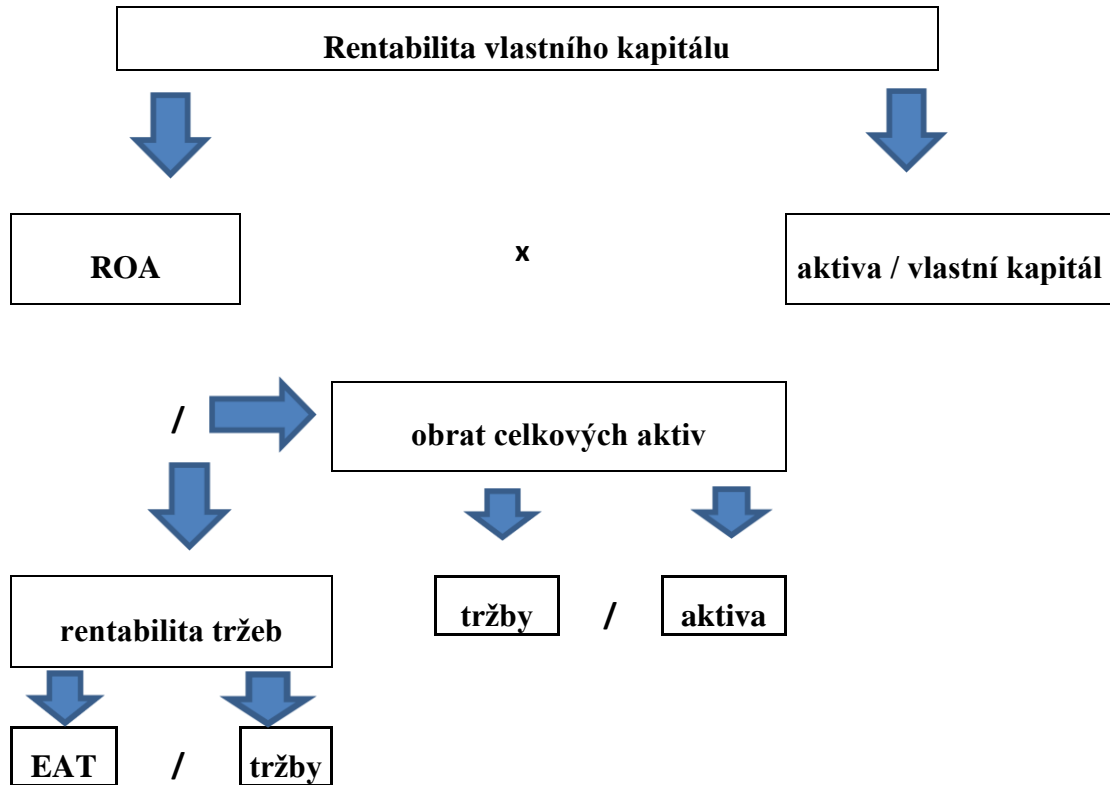 Rentabilita vlastního kapitálu
ROA x aktiva / vlastní kapitál
/ obrat celkových aktiv
rentabilita tržeb
tržby / aktiva
EAT / tržby